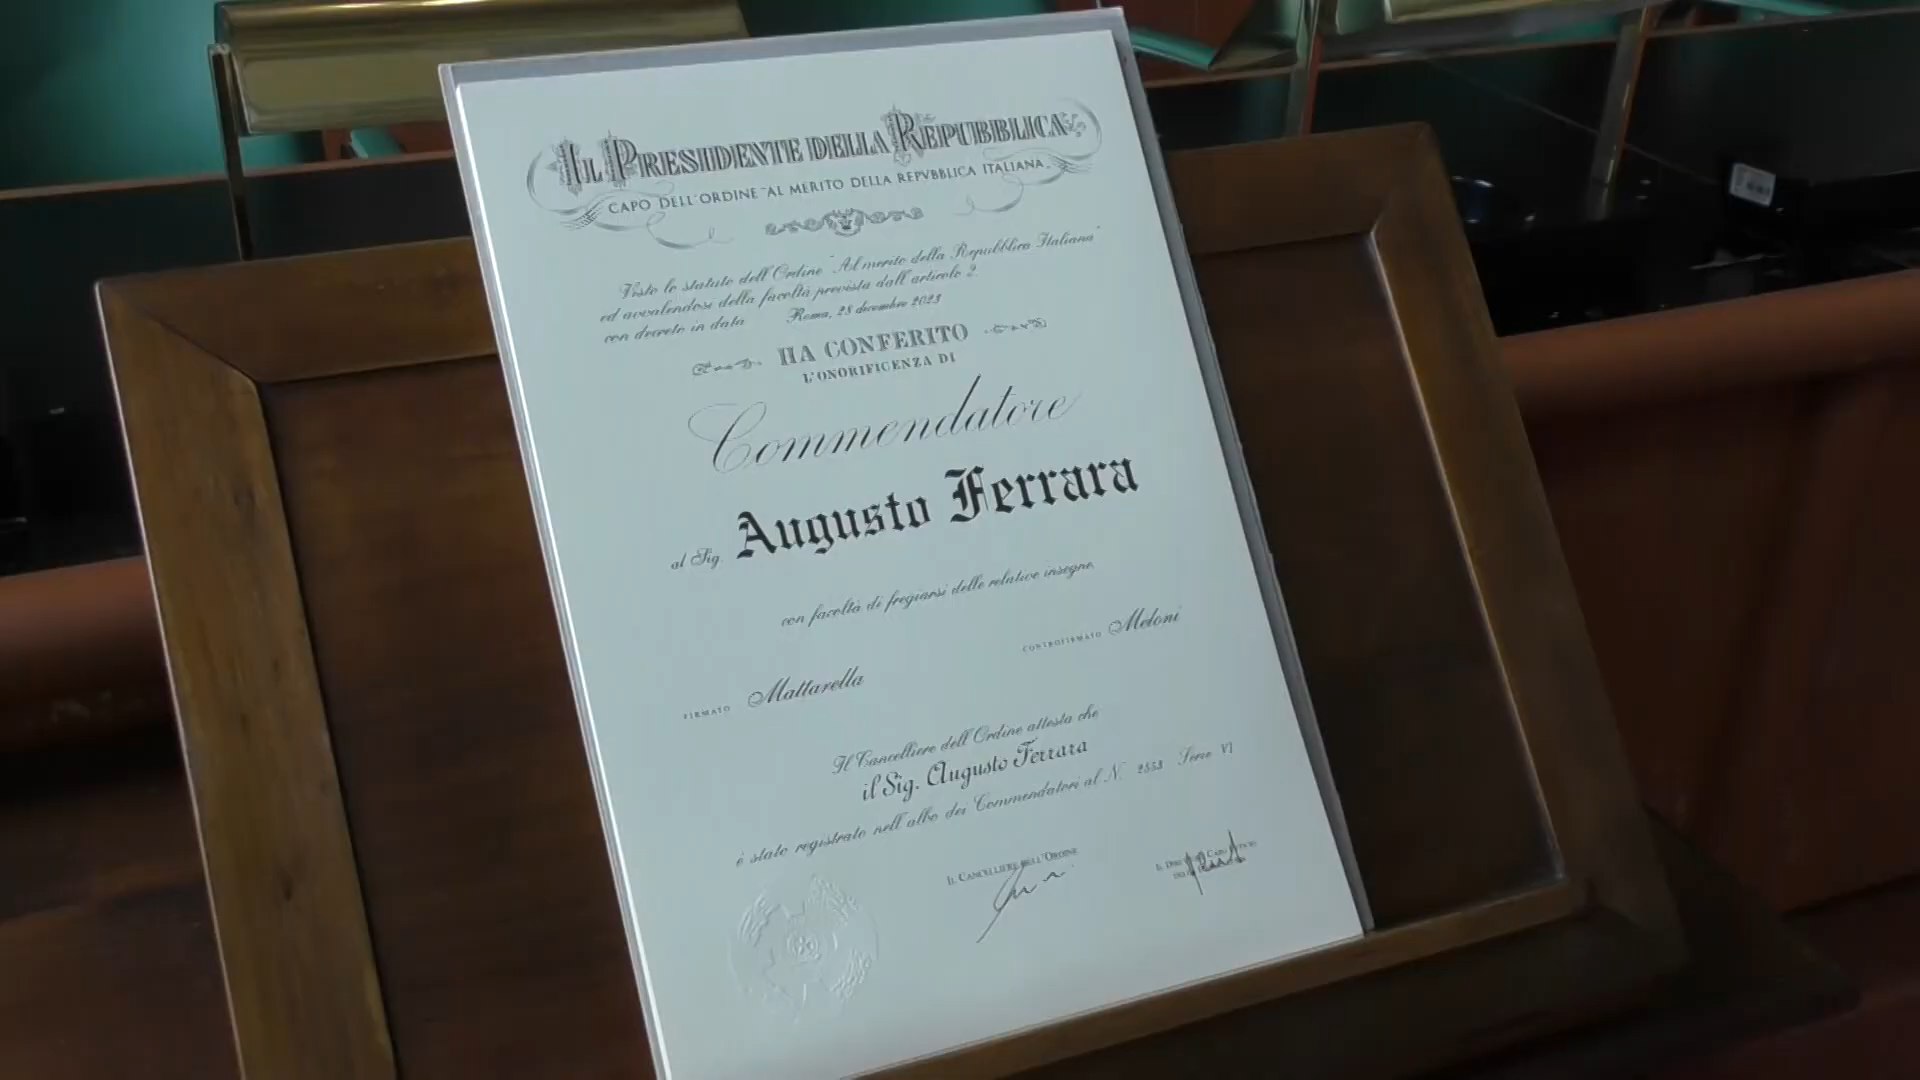 IL PRESIDENTE DELLA REPUBBLICA
CAPO DELL'ORDINE "AL MERITO DELLA REPVBBLICA ITALIANA"
Visto lo statuto dell'Ordine "Al merito della Repubblica Italiana"
ed avvalendosi della facoltà prevista dall'articolo 2
con decreto in data Roma, 28 decembre 2023
HA CONFERITO
L'ONORIFICENZA DI
Commendatore
al Sig. Augusto Ferrara
con facoltà di fregiarsi delle relative insegne.
CONTROFIRMATO Meloni
FIRMATO Mattarella
Il Cancelliere dell'Ordine attesta che
il Sig. Augusto Ferrara
è stato registrato nell'albo dei Commendatori al N. 2553 Serie VI
IL CANCELLIERE DELL'ORDINE